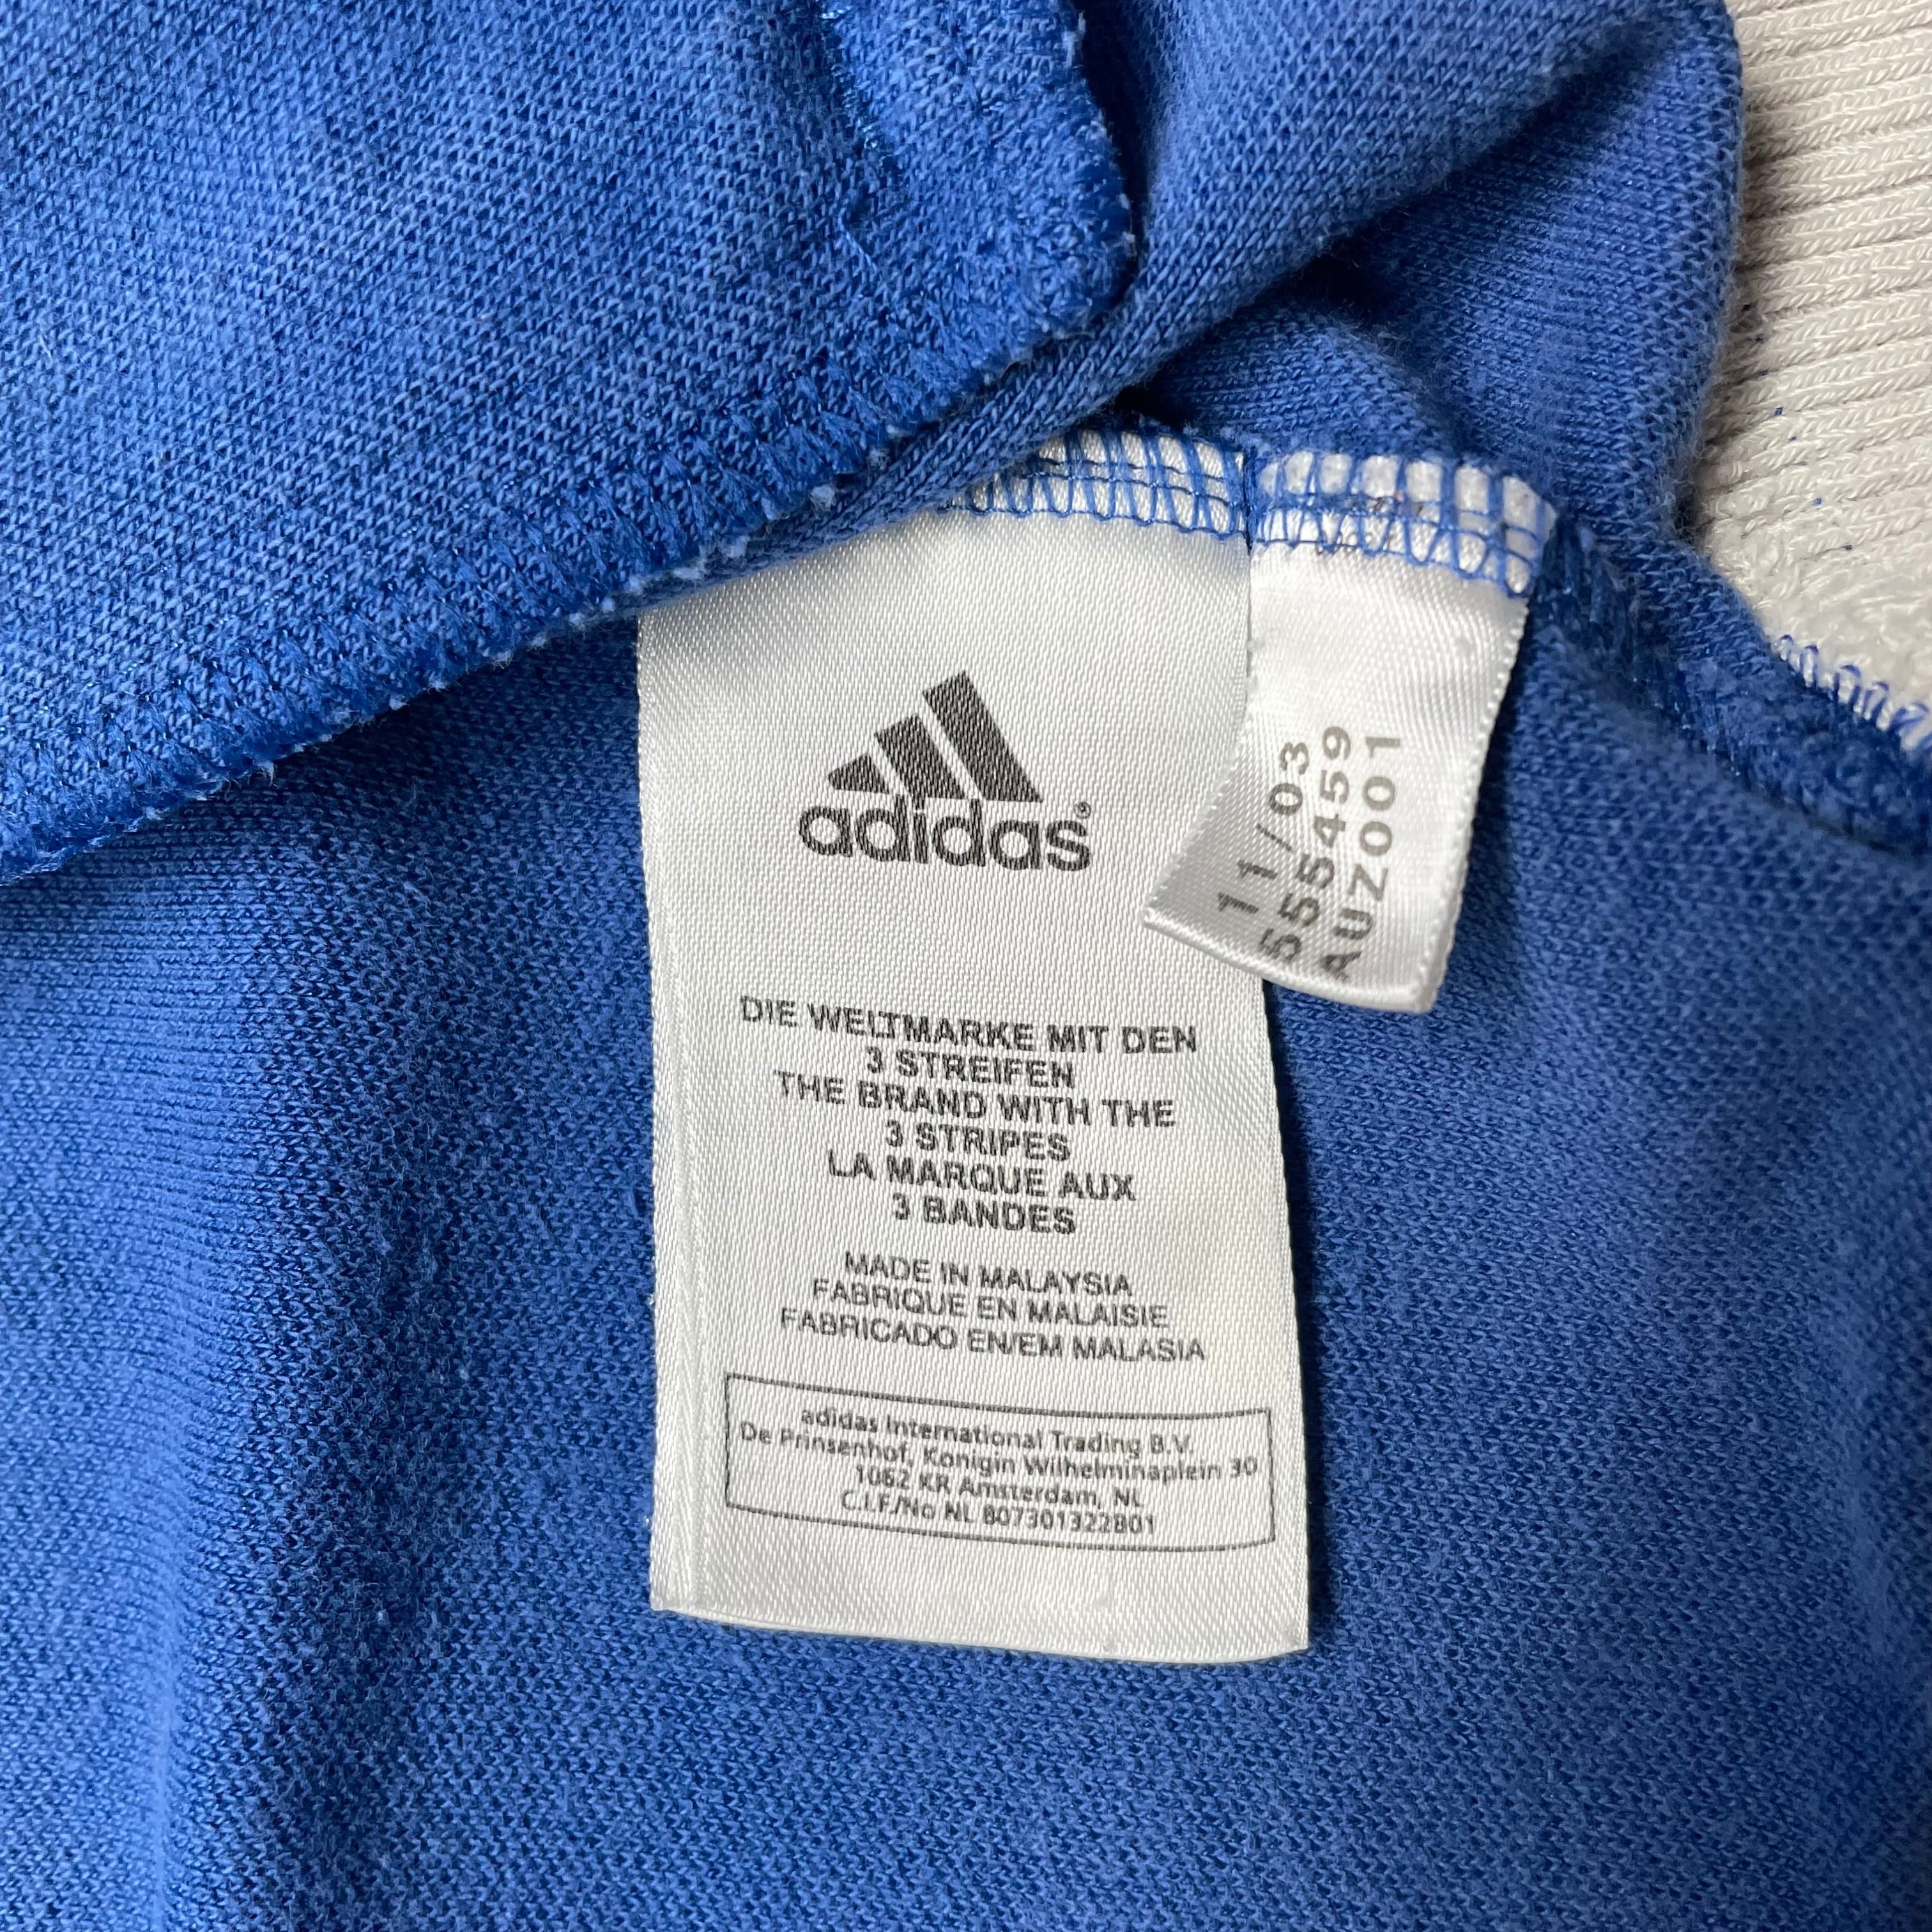 adidas®
DIE WELTMARKE MIT DEN
3 STREIFEN
THE BRAND WITH THE
3 STRIPES
LA MARQUE AUX
3 BANDES
MADE IN MALAYSIA
FABRIQUE EN MALAISIE
FABRICADO EN/EM MALASIA
adidas International Trading B.V.
De Prinsenhof, Konigin Wilhelminaplein 30
1062 KR Amsterdam, NL
C.I.F./No NL B07301322B01
11/03
555459
AUZ001